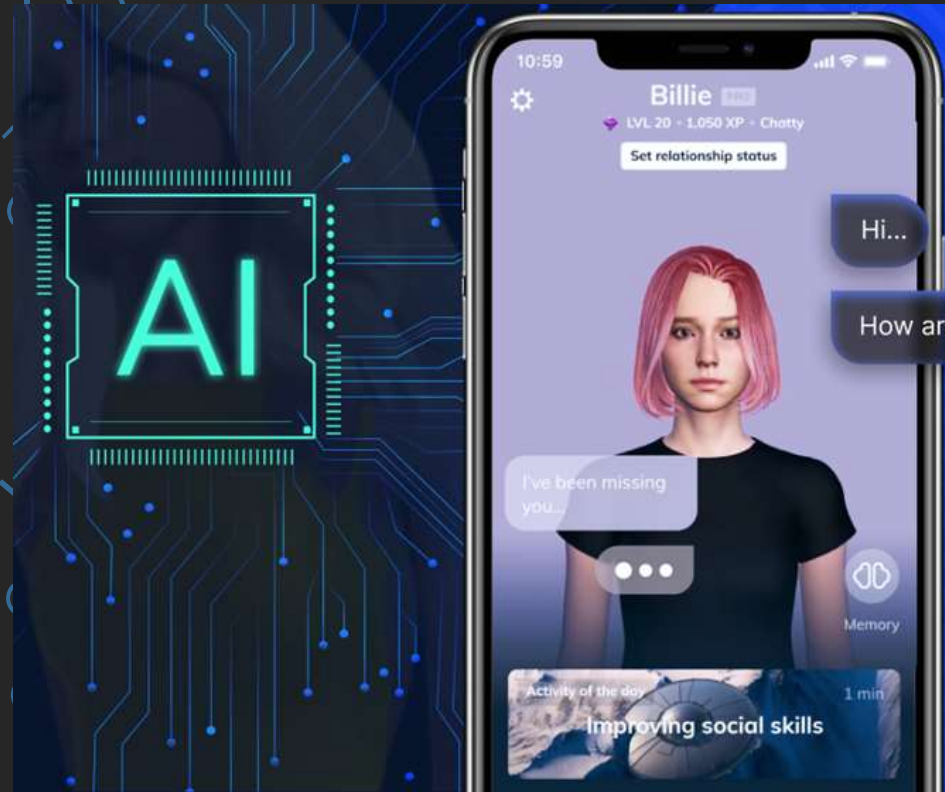 AI
10:59
Billie PRO
LVL 20 • 1,050 XP • Chatty
Set relationship status
Hi...
How ar
I've been missing
you...
Memory
Activity of the day
1 min
Improving social skills